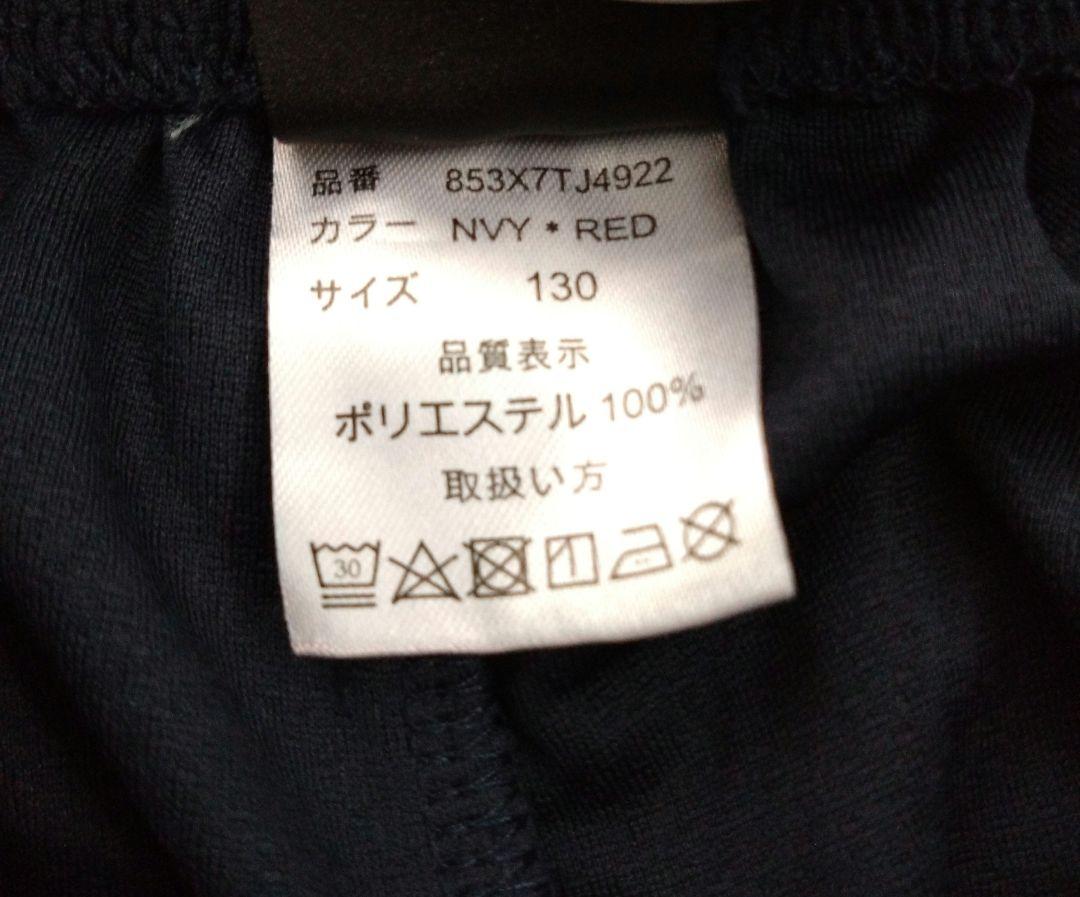 品番 853X7TJ4922
カラー NVY * RED
サイズ 130
品質表示
ポリエステル 100%
取扱い方
30